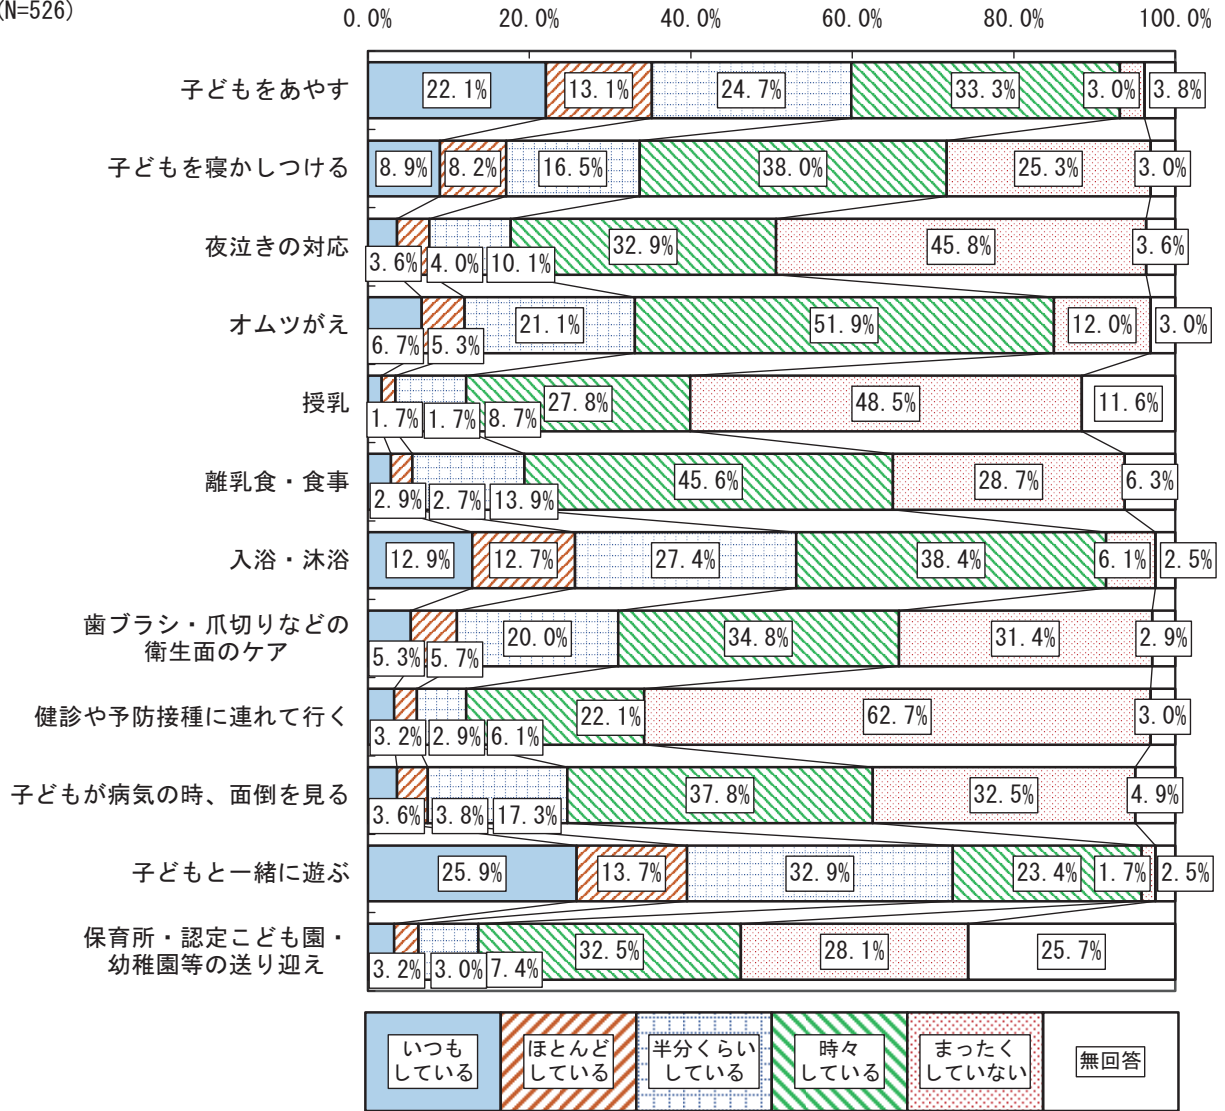 (N=526)
0.0% 20.0% 40.0% 60.0% 80.0% 100.0%
子どもをあやす 22.1% 13.1% 24.7% 33.3% 3.0% 3.8%
子どもを寝かしつける 8.9% 8.2% 16.5% 38.0% 25.3% 3.0%
夜泣きの対応 3.6% 4.0% 10.1% 32.9% 45.8% 3.6%
オムツがえ 6.7% 5.3% 21.1% 51.9% 12.0% 3.0%
授乳 1.7% 1.7% 8.7% 27.8% 48.5% 11.6%
離乳食・食事 2.9% 2.7% 13.9% 45.6% 28.7% 6.3%
入浴・沐浴 12.9% 12.7% 27.4% 38.4% 6.1% 2.5%
歯ブラシ・爪切りなどの
衛生面のケア 5.3% 5.7% 20.0% 34.8% 31.4% 2.9%
健診や予防接種に連れて行く 3.2% 2.9% 6.1% 22.1% 62.7% 3.0%
子どもが病気の時、面倒を見る 3.6% 3.8% 17.3% 37.8% 32.5% 4.9%
子どもと一緒に遊ぶ 25.9% 13.7% 32.9% 23.4% 1.7% 2.5%
保育所・認定こども園・
幼稚園等の送り迎え 3.2% 3.0% 7.4% 32.5% 28.1% 25.7%
いつも
している
ほとんど
している
半分くらい
している
時々
している
まったく
していない
無回答